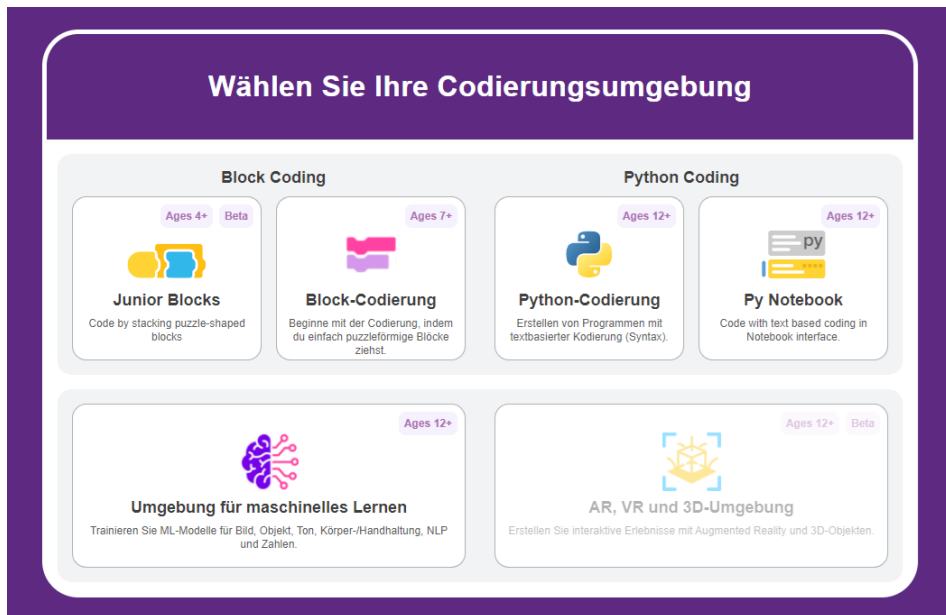 Wählen Sie Ihre Codierungsumgebung
Block Coding
Ages 4+ Beta
Junior Blocks
Code by stacking puzzle-shaped
blocks
Ages 7+
Block-Codierung
Beginne mit der Codierung, indem
du einfach puzzleförmige Blöcke
ziehst.
Python Coding
Ages 12+
Python-Codierung
Erstellen von Programmen mit
textbasierter Kodierung (Syntax).
Ages 12+
py
Py Notebook
Code with text based coding in
Notebook interface.
Ages 12+
Umgebung für maschinelles Lernen
Trainieren Sie ML-Modelle für Bild, Objekt, Ton, Körper-/Handhaltung, NLP
und Zahlen.
Ages 12+ Beta
AR, VR und 3D-Umgebung
Erstellen Sie interaktive Erlebnisse mit Augmented Reality und 3D-Objekten.